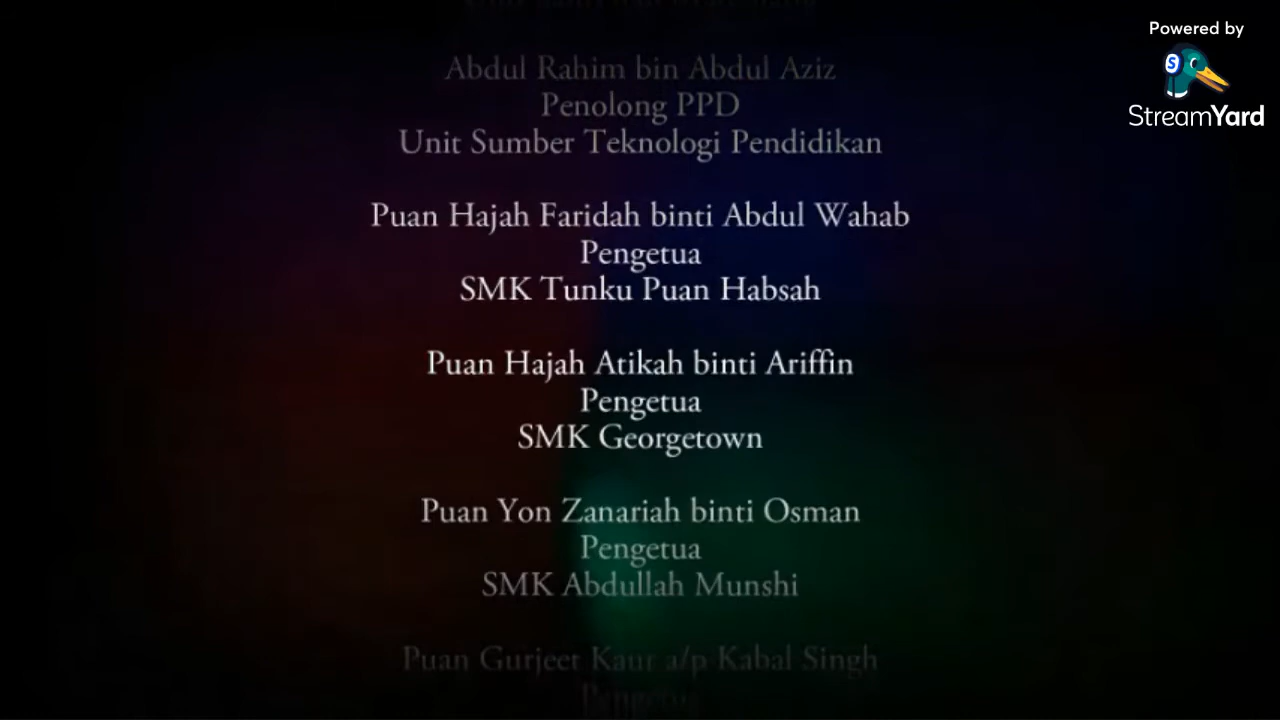 Powered by
StreamYard
Abdul Rahim bin Abdul Aziz
Penolong PPD
Unit Sumber Teknologi Pendidikan
Puan Hajah Faridah binti Abdul Wahab
Pengetua
SMK Tunku Puan Habsah
Puan Hajah Atikah binti Ariffin
Pengetua
SMK Georgetown
Puan Yon Zanariah binti Osman
Pengetua
SMK Abdullah Munshi
Puan Gurjeet Kaur a/p Kabal Singh
Pengetua